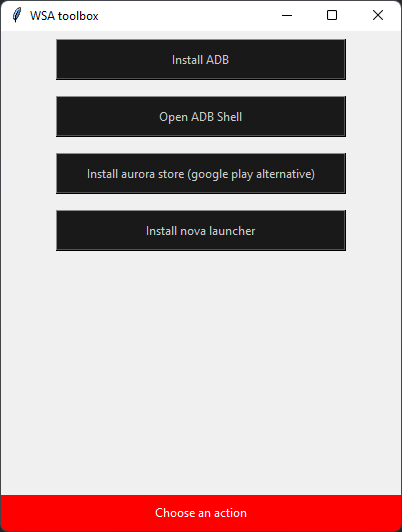 WSA toolbox
Install ADB
Open ADB Shell
Install aurora store (google play alternative)
Install nova launcher
Choose an action